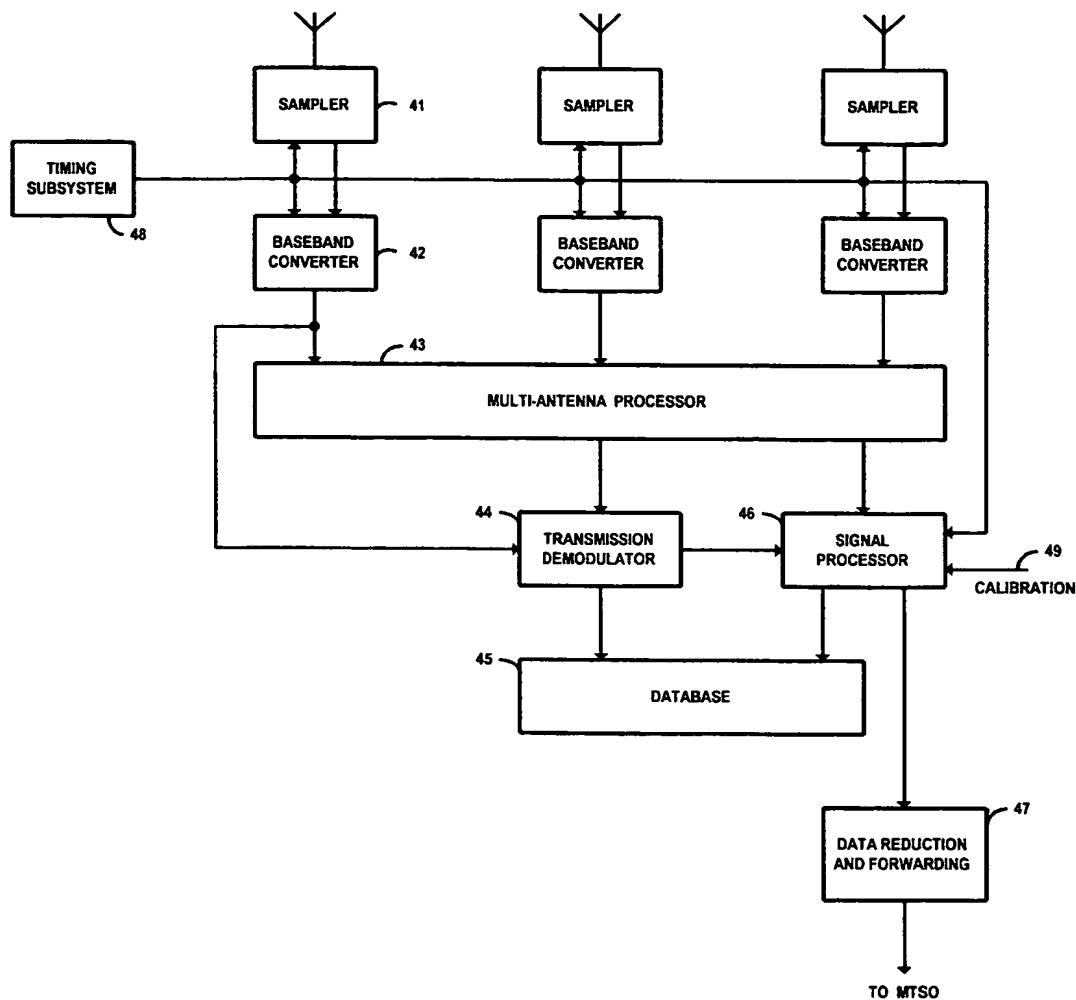 SAMPLER
41
SAMPLER
SAMPLER
TIMING
SUBSYSTEM
48
BASEBAND
CONVERTER
42
BASEBAND
CONVERTER
BASEBAND
CONVERTER
43
MULTI-ANTENNA PROCESSOR
44
TRANSMISSION
DEMODULATOR
46
SIGNAL
PROCESSOR
49
CALIBRATION
45
DATABASE
47
DATA REDUCTION
AND FORWARDING
TO MTSO